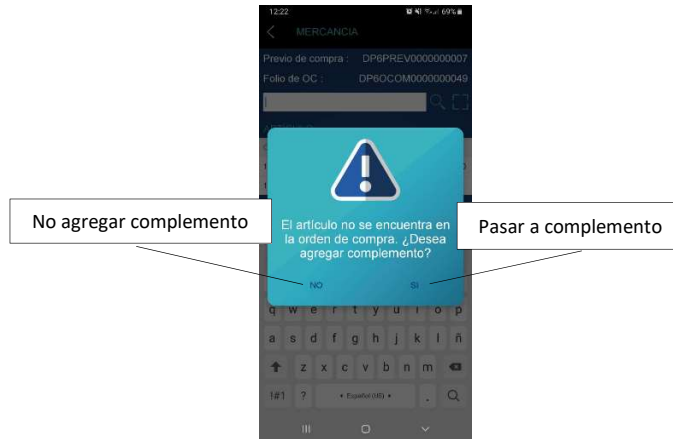 12:22
69%
MERCANCIA
Previo de compra : DP6PREV0000000007
Folio de OC : DP6OCOM0000000049
No agregar complemento
Pasar a complemento
El artículo no se encuentra en
la orden de compra. ¿Desea
agregar complemento?
NO SI
q w e r t y u i o p
a s d f g h j k l ñ
z x c v b n m
!#1 ? Español (US) .